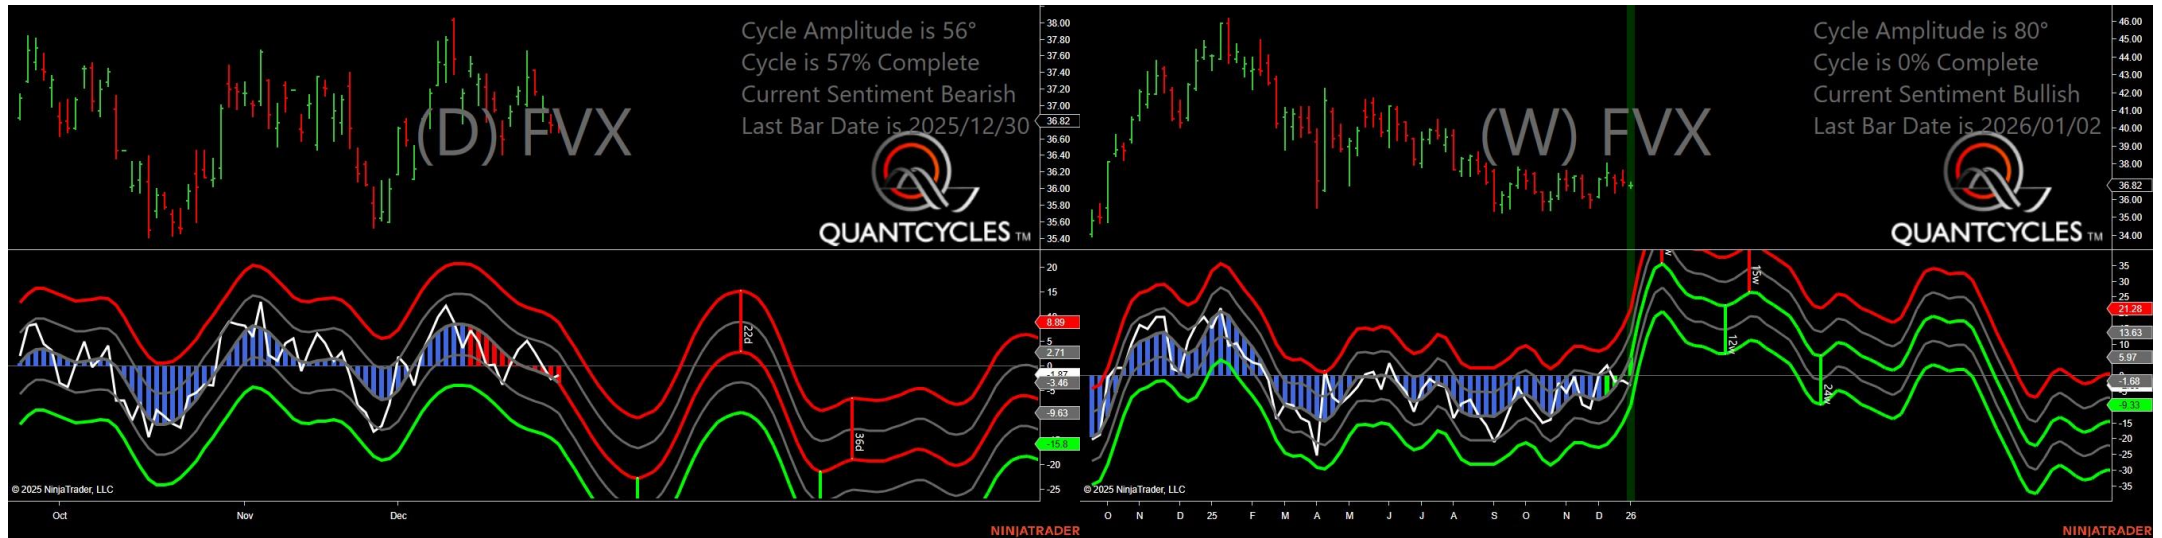 Cycle Amplitude is 56°
Cycle is 57% Complete
Current Sentiment Bearish
Last Bar Date is 2025/12/30
(D) FVX
QUANTCYCLES TM
38.00
37.80
37.60
37.40
37.20
37.00
36.82
36.60
36.40
36.20
36.00
35.80
35.60
35.40
20
15
8.89
5
2.71
-3.46
-9.63
-15.8
-20
-25
22d
36d
© 2025 NinjaTrader, LLC
Oct Nov Dec
NINJATRADER
Cycle Amplitude is 80°
Cycle is 0% Complete
Current Sentiment Bullish
Last Bar Date is 2026/01/02
(W) FVX
QUANTCYCLES TM
46.00
45.00
44.00
43.00
42.00
41.00
40.00
39.00
38.00
36.82
36.00
35.00
34.00
35
30
25
21.28
13.63
10
5.97
-1.68
-9.33
-15
-20
-25
-30
-35
12w
15w
24w
© 2025 NinjaTrader, LLC
O N D 25 F M A M J J A S O N D 26
NINJATRADER